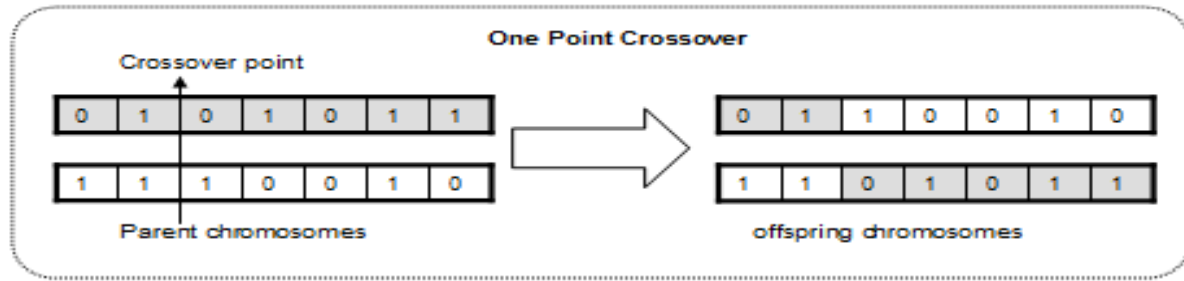 One Point Crossover
Crossover point
0 1 0 1 0 1 1
0 1 1 0 0 1 0
1 1 1 0 0 1 0
1 1 0 1 0 1 1
Parent chromosomes
offspring chromosomes